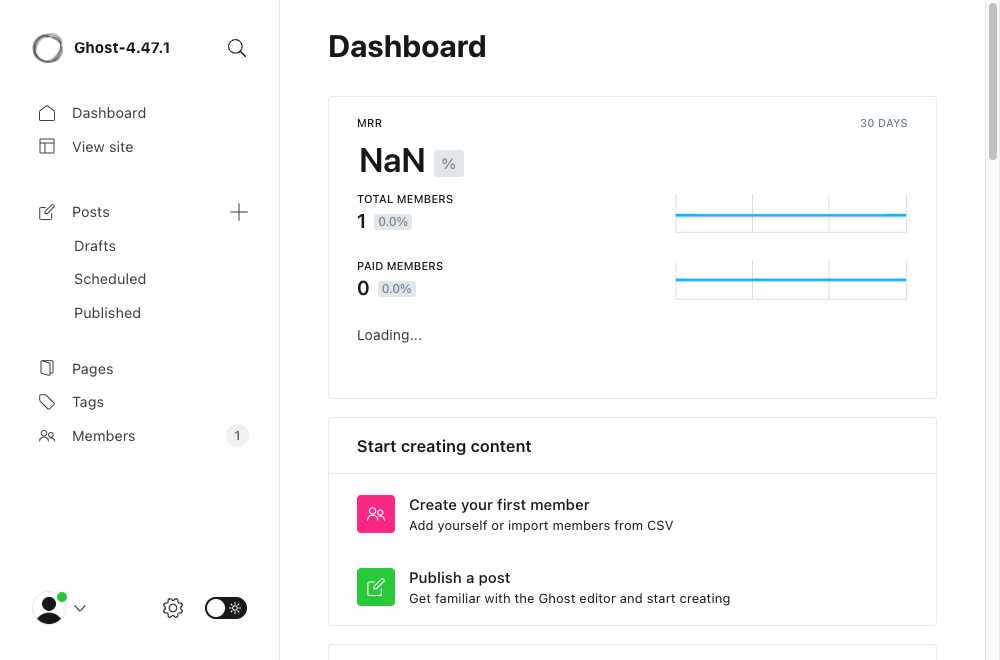 Ghost-4.47.1
Dashboard
View site
Posts
Drafts
Scheduled
Published
Pages
Tags
Members 1
Dashboard
MRR 30 DAYS
NaN %
TOTAL MEMBERS
1 0.0%
PAID MEMBERS
0 0.0%
Loading...
Start creating content
Create your first member
Add yourself or import members from CSV
Publish a post
Get familiar with the Ghost editor and start creating